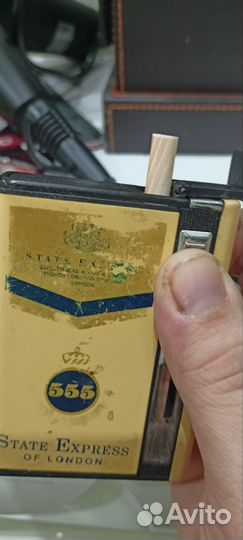 STATE EXPRESS
LONDON
555
STATE EXPRESS
OF LONDON
Avito